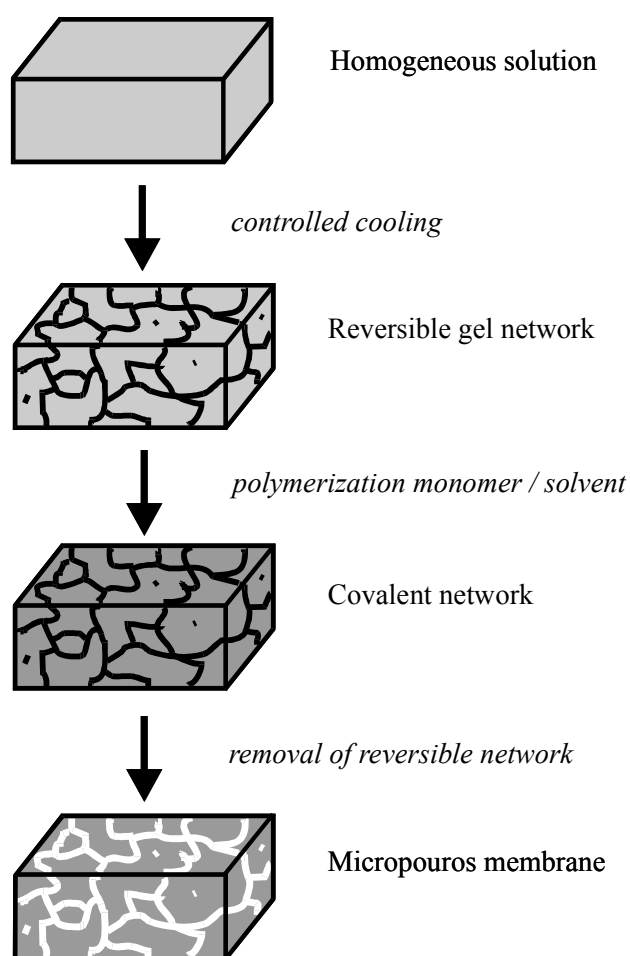 Homogeneous solution
controlled cooling
Reversible gel network
polymerization monomer / solvent
Covalent network
removal of reversible network
Micropouros membrane